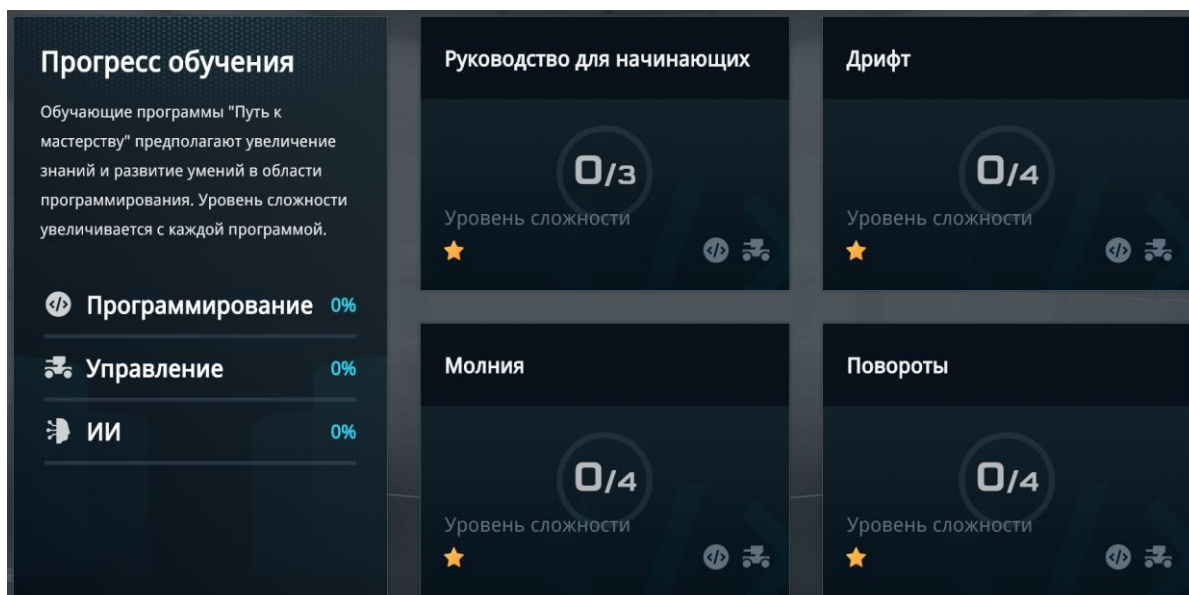 Прогресс обучения
Обучающие программы "Путь к
мастерству" предполагают увеличение
знаний и развитие умений в области
программирования. Уровень сложности
увеличивается с каждой программой.
Программирование 0%
Управление 0%
ИИ 0%
Руководство для начинающих
0/3
Уровень сложности
Дрифт
0/4
Уровень сложности
Молния
0/4
Уровень сложности
Повороты
0/4
Уровень сложности